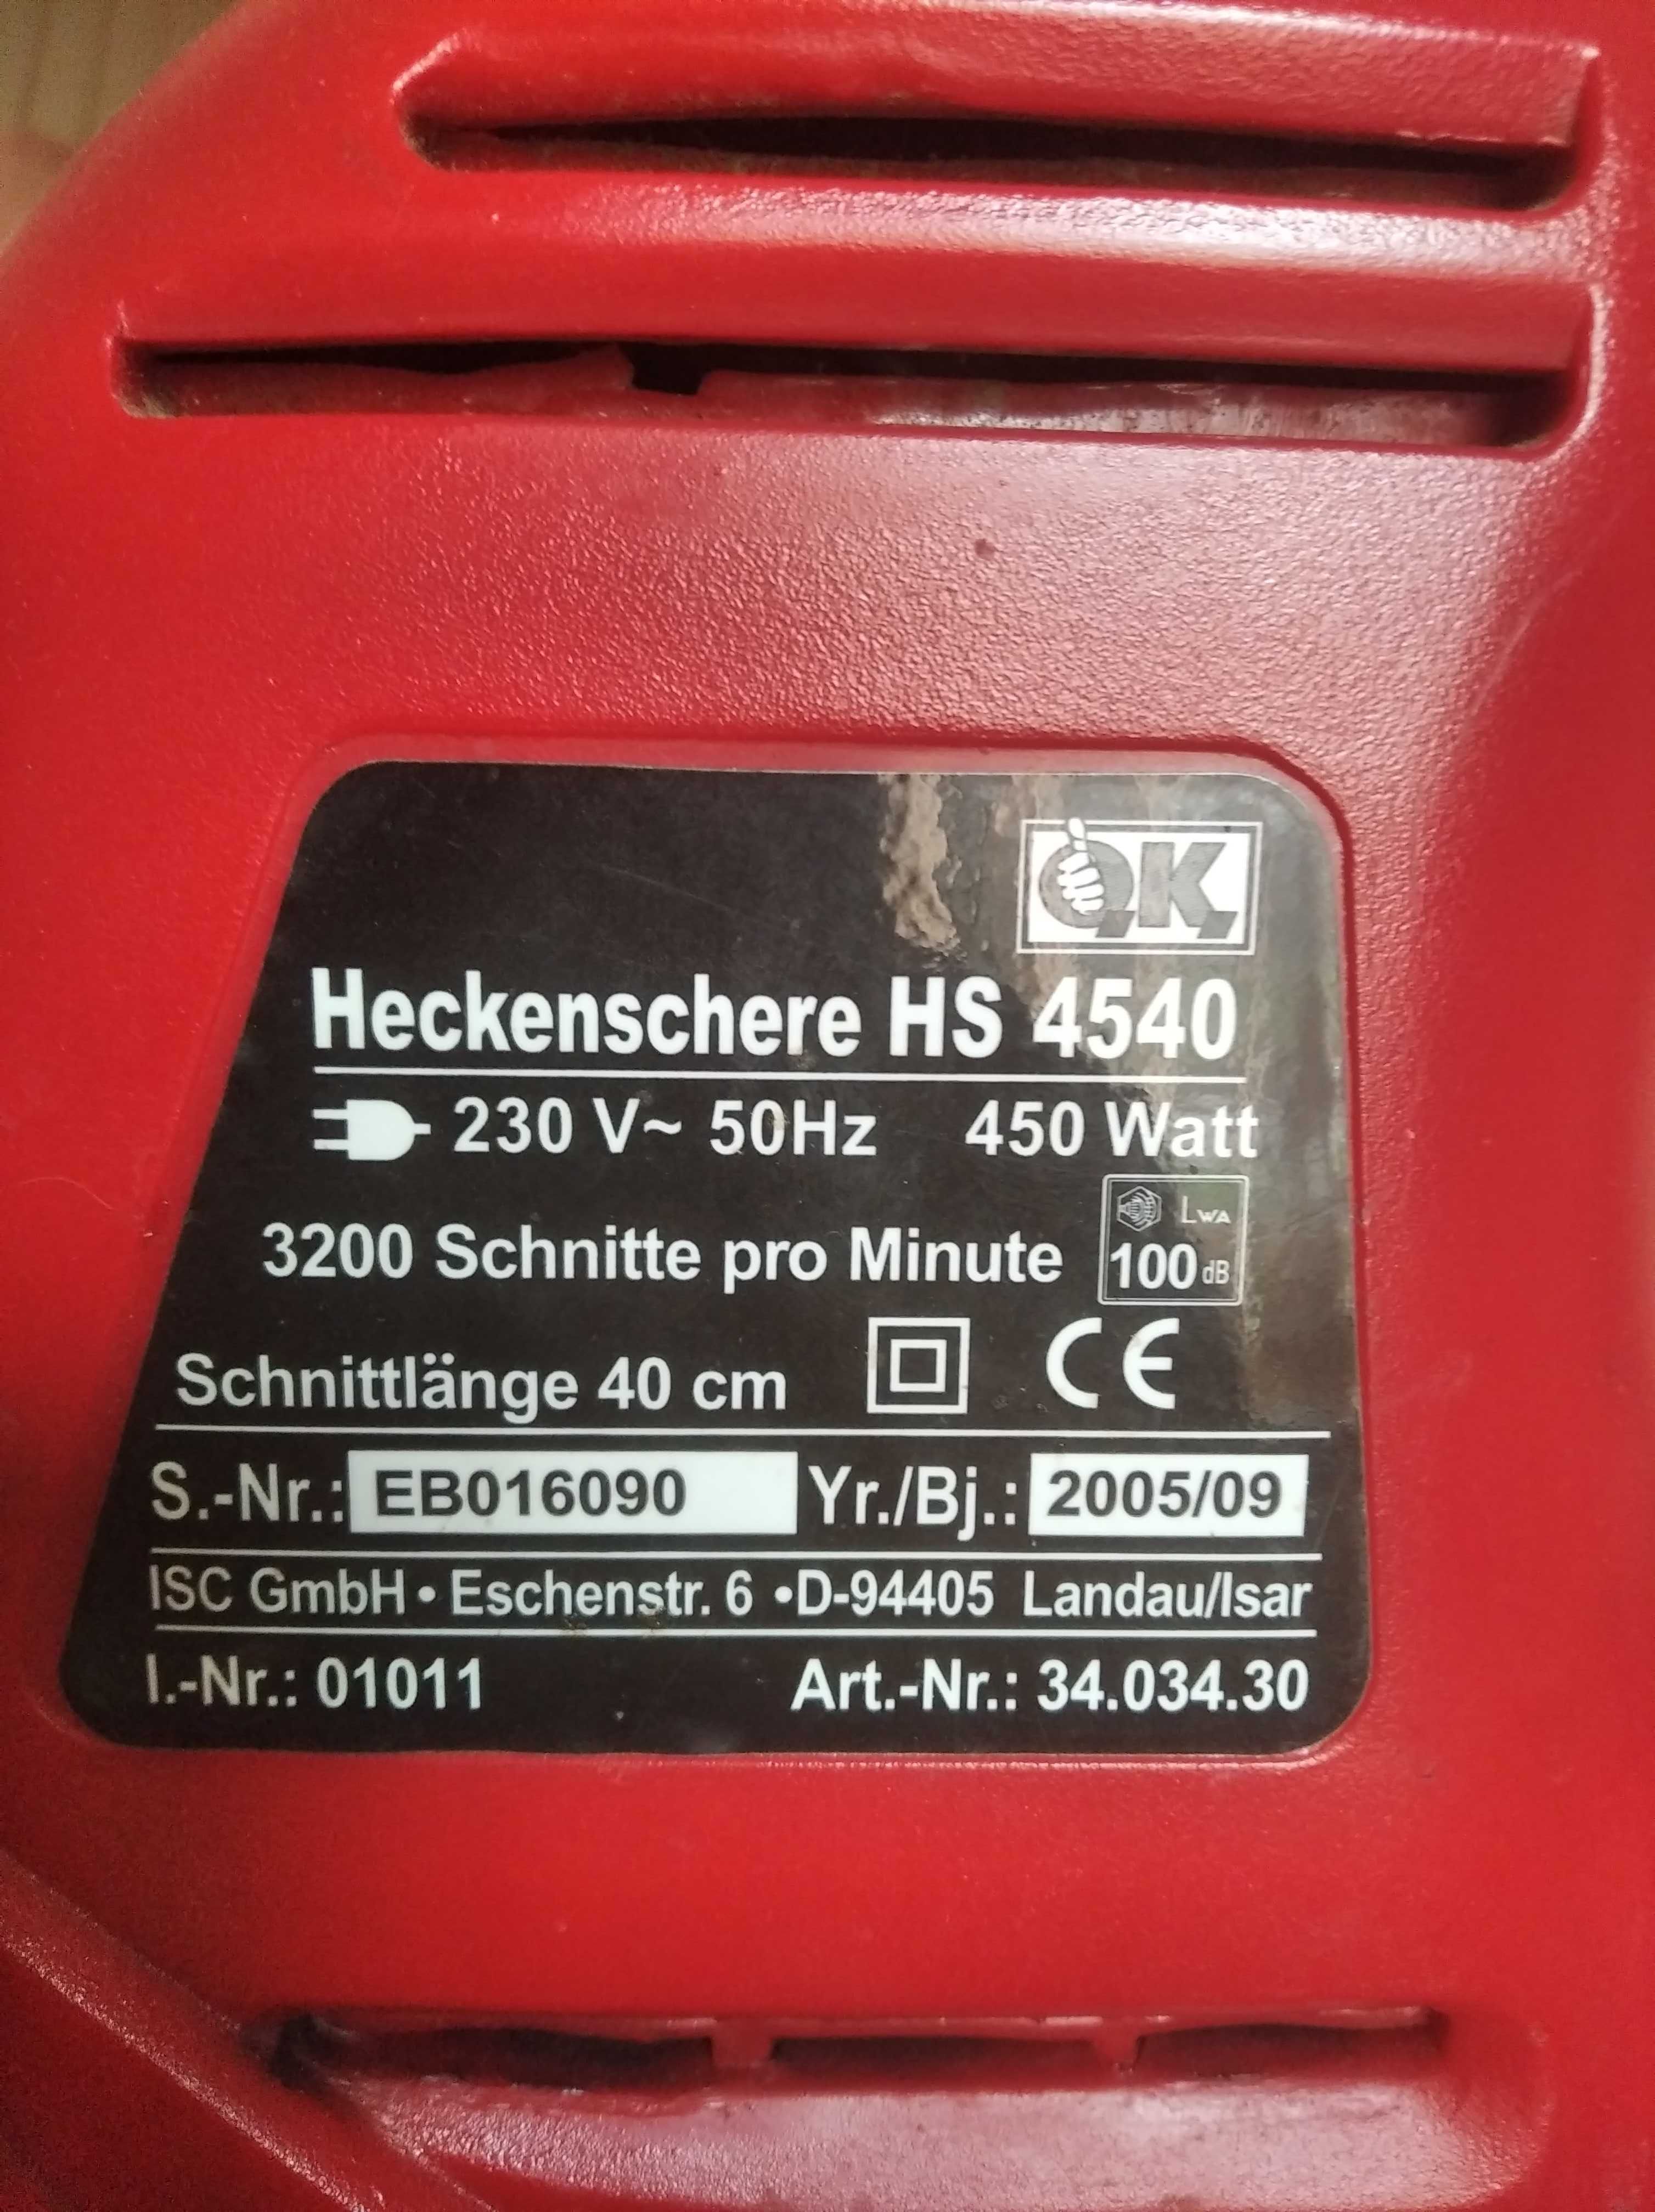 OK
Heckenschere HS 4540
230 V~ 50Hz 450 Watt
LWA
3200 Schnitte pro Minute 100 dB
Schnittlänge 40 cm CE
S.-Nr.: EB016090 Yr./Bj.: 2005/09
ISC GmbH • Eschenstr. 6 • D-94405 Landau/Isar
I.-Nr.: 01011 Art.-Nr.: 34.034.30